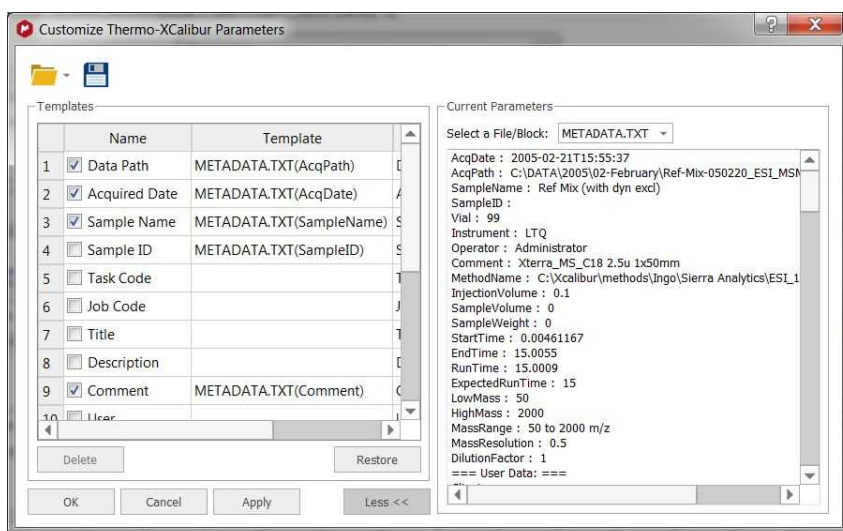 Customize Thermo-XCalibur Parameters
Templates
Name Template
1 Data Path METADATA.TXT(AcqPath)
2 Acquired Date METADATA.TXT(AcqDate)
3 Sample Name METADATA.TXT(SampleName)
4 Sample ID METADATA.TXT(SampleID)
5 Task Code
6 Job Code
7 Title
8 Description
9 Comment METADATA.TXT(Comment)
10 User
Delete Restore
OK Cancel Apply Less <<
Current Parameters
Select a File/Block: METADATA.TXT
AcqDate : 2005-02-21T15:55:37
AcqPath : C:\DATA\2005\02-February\Ref-Mix-050220_ESI_MSM
SampleName : Ref Mix (with dyn excl)
SampleID :
Vial : 99
Instrument : LTQ
Operator : Administrator
Comment : Xterra_MS_C18 2.5u 1x50mm
MethodName : C:\Xcalibur\methods\Ingo\Sierra Analytics\ESI_1
InjectionVolume : 0.1
SampleVolume : 0
SampleWeight : 0
StartTime : 0.00461167
EndTime : 15.0055
RunTime : 15.0009
ExpectedRunTime : 15
LowMass : 50
HighMass : 2000
MassRange : 50 to 2000 m/z
MassResolution : 0.5
DilutionFactor : 1
=== User Data: ===